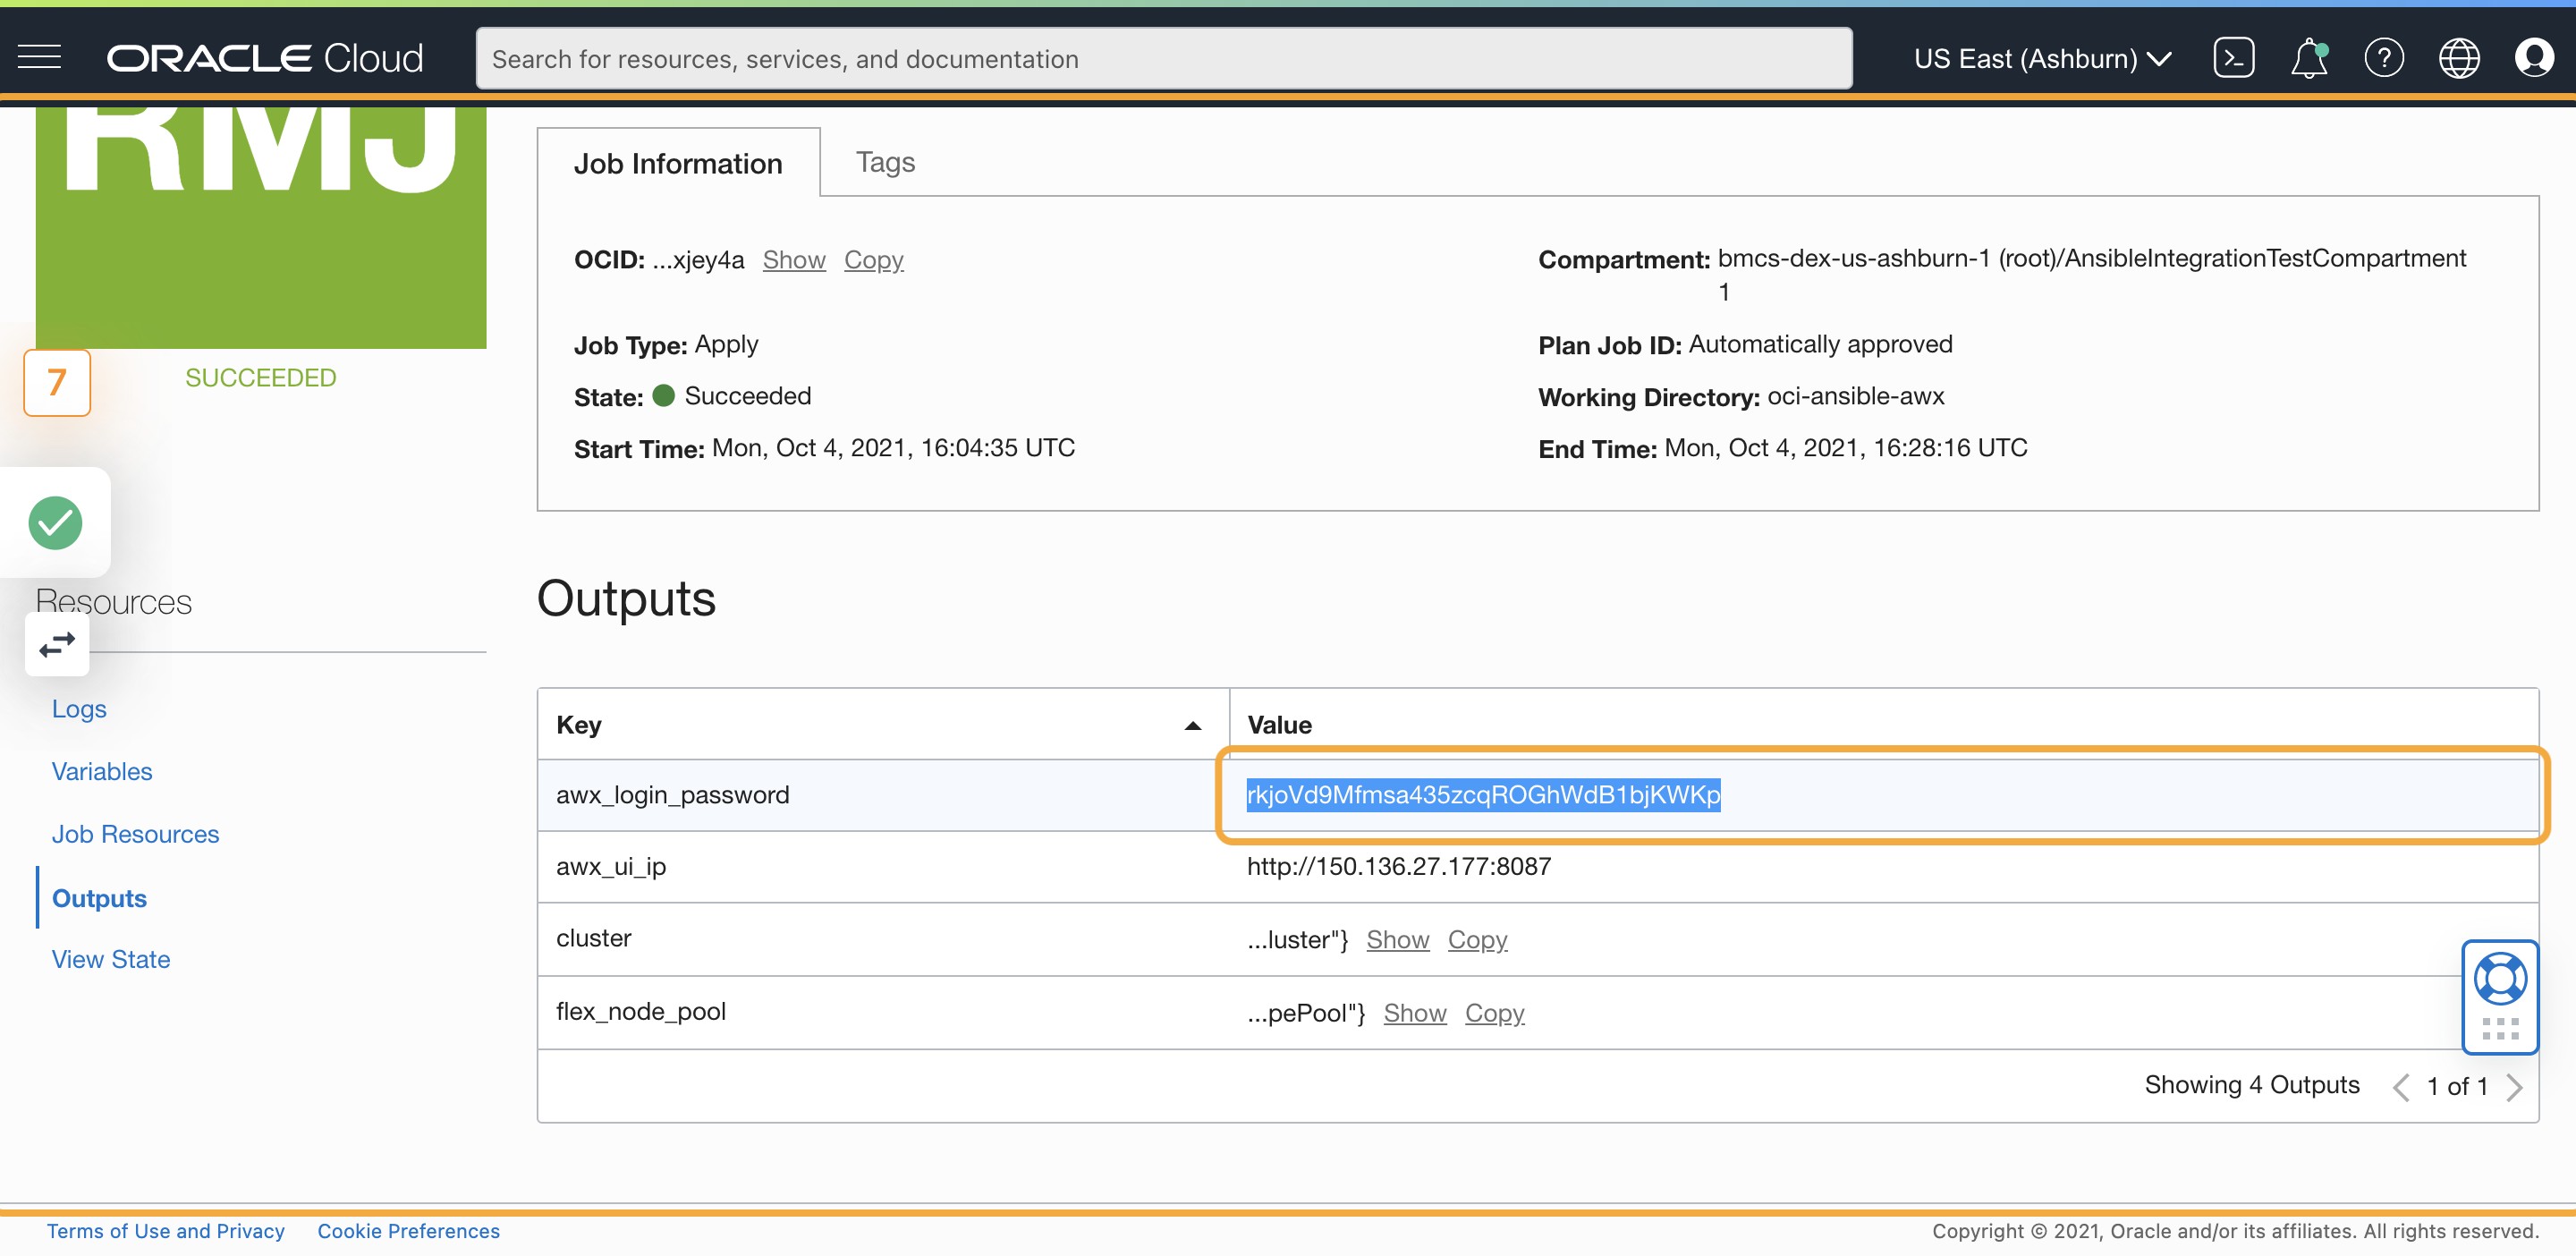 ORACLE Cloud
Search for resources, services, and documentation
US East (Ashburn)
RMJ
SUCCEEDED
7
Resources
Logs
Variables
Job Resources
Outputs
View State
Job Information
Tags
OCID: ...xjey4a Show Copy
Compartment: bmcs-dex-us-ashburn-1 (root)/AnsibleIntegrationTestCompartment
1
Job Type: Apply
Plan Job ID: Automatically approved
State: Succeeded
Working Directory: oci-ansible-awx
Start Time: Mon, Oct 4, 2021, 16:04:35 UTC
End Time: Mon, Oct 4, 2021, 16:28:16 UTC
Outputs
Key Value
awx_login_password rkjoVd9Mfmsa435zcqROGhWdB1bjKWKp
awx_ui_ip http://150.136.27.177:8087
cluster ...luster"} Show Copy
flex_node_pool ...pePool"} Show Copy
Showing 4 Outputs 1 of 1
Terms of Use and Privacy Cookie Preferences
Copyright © 2021, Oracle and/or its affiliates. All rights reserved.